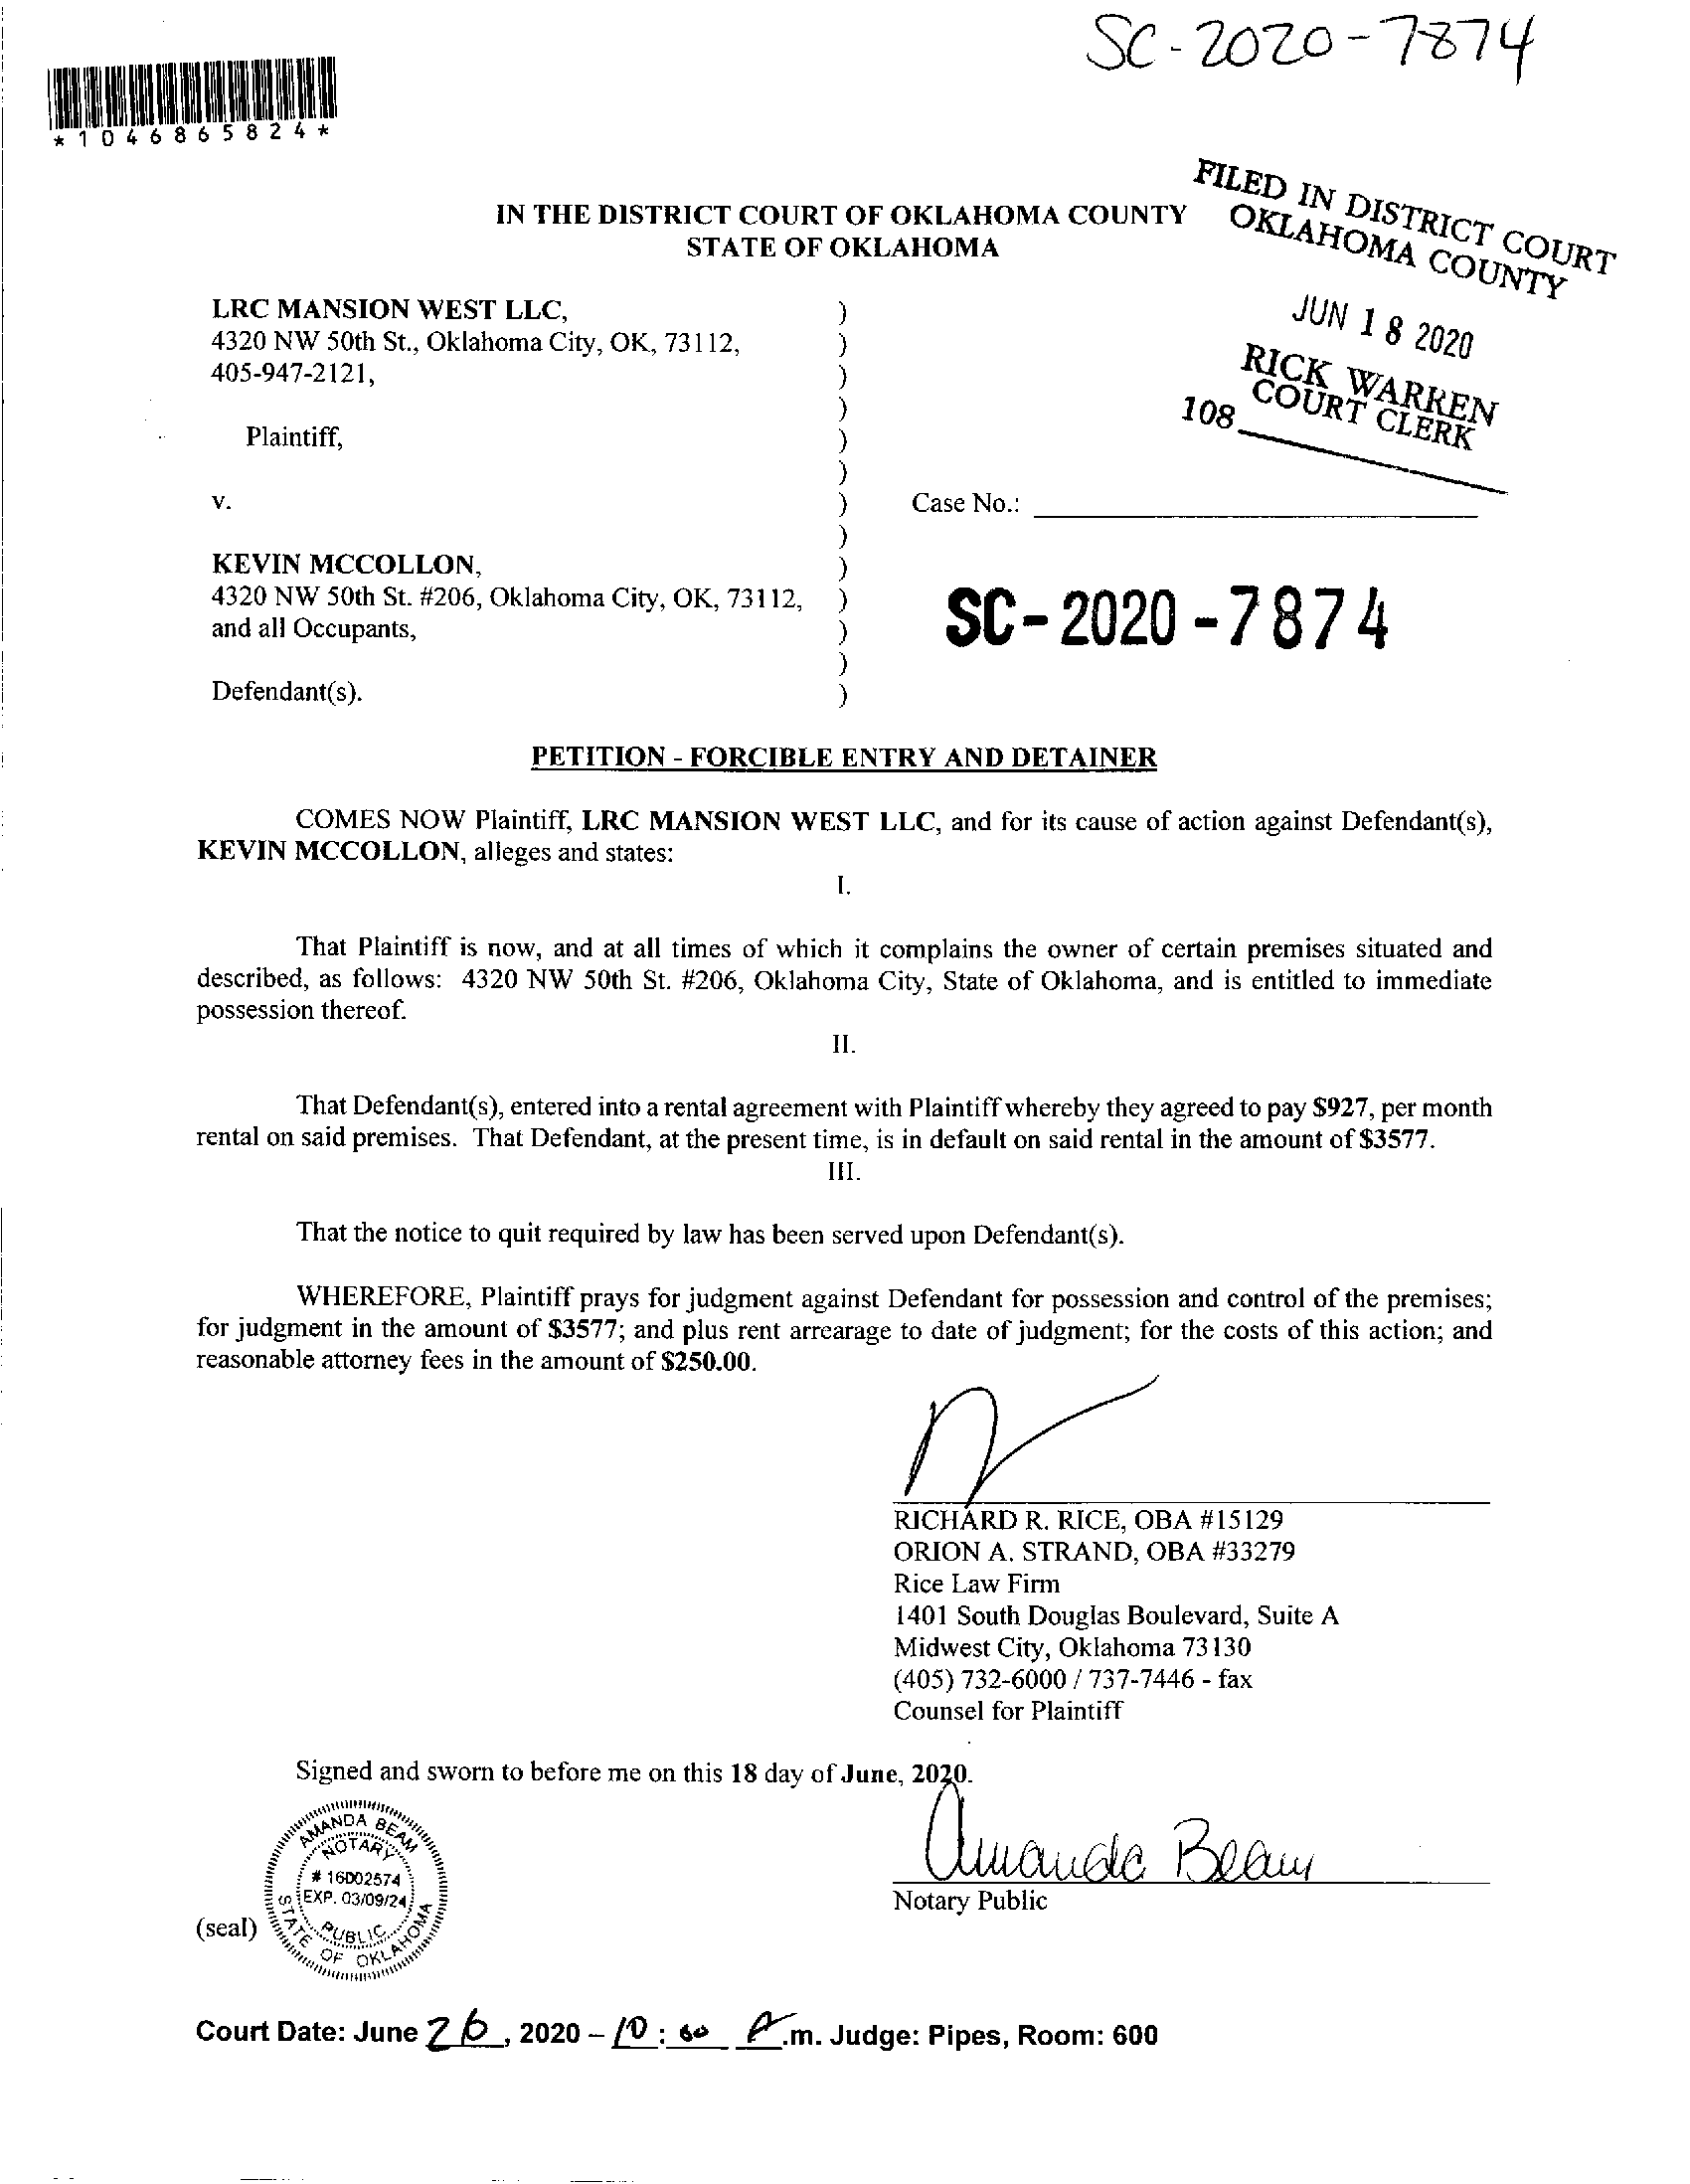 SC-2020-7874
*1046865824*
FILED IN DISTRICT COURT
OKLAHOMA COUNTY
JUN 18 2020
RICK WARREN
COURT CLERK
108
IN THE DISTRICT COURT OF OKLAHOMA COUNTY
STATE OF OKLAHOMA
LRC MANSION WEST LLC, )
4320 NW 50th St., Oklahoma City, OK, 73112, )
405-947-2121, )
)
Plaintiff, )
)
v. ) Case No.:
)
KEVIN MCCOLLON, )
4320 NW 50th St. #206, Oklahoma City, OK, 73112, )
and all Occupants, )
)
Defendant(s). )
SC-2020-7874
PETITION - FORCIBLE ENTRY AND DETAINER
COMES NOW Plaintiff, LRC MANSION WEST LLC, and for its cause of action against Defendant(s),
KEVIN MCCOLLON, alleges and states:
I.
That Plaintiff is now, and at all times of which it complains the owner of certain premises situated and
described, as follows: 4320 NW 50th St. #206, Oklahoma City, State of Oklahoma, and is entitled to immediate
possession thereof.
II.
That Defendant(s), entered into a rental agreement with Plaintiff whereby they agreed to pay $927, per month
rental on said premises. That Defendant, at the present time, is in default on said rental in the amount of $3577.
III.
That the notice to quit required by law has been served upon Defendant(s).
WHEREFORE, Plaintiff prays for judgment against Defendant for possession and control of the premises;
for judgment in the amount of $3577; and plus rent arrearage to date of judgment; for the costs of this action; and
reasonable attorney fees in the amount of $250.00.
RICHARD R. RICE, OBA #15129
ORION A. STRAND, OBA #33279
Rice Law Firm
1401 South Douglas Boulevard, Suite A
Midwest City, Oklahoma 73130
(405) 732-6000 / 737-7446 - fax
Counsel for Plaintiff
Signed and sworn to before me on this 18 day of June, 2020.
Amanda Beam
Notary Public
(seal)
AMANDA BEAM
NOTARY
# 16002574
EXP. 03/09/24
PUBLIC
STATE OF OKLAHOMA
Court Date: June 26, 2020 – 10:00 A.m. Judge: Pipes, Room: 600